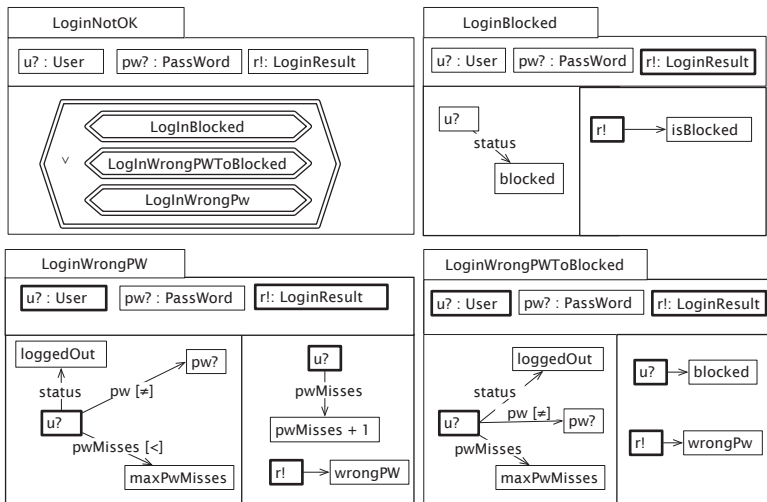 LoginNotOK
u? : User
pw? : PassWord
r!: LoginResult
LogInBlocked
v
LogInWrongPWToBlocked
LogInWrongPw
LoginBlocked
u? : User
pw? : PassWord
r!: LoginResult
u?
status
blocked
r!
isBlocked
LoginWrongPW
u? : User
pw? : PassWord
r!: LoginResult
loggedOut
pw?
status
pw [≠]
u?
pwMisses [<]
maxPwMisses
u?
pwMisses
pwMisses + 1
r!
wrongPW
LoginWrongPWToBlocked
u? : User
pw? : PassWord
r!: LoginResult
loggedOut
status
pw [≠]
u?
pw?
pwMisses
maxPwMisses
u?
blocked
r!
wrongPw